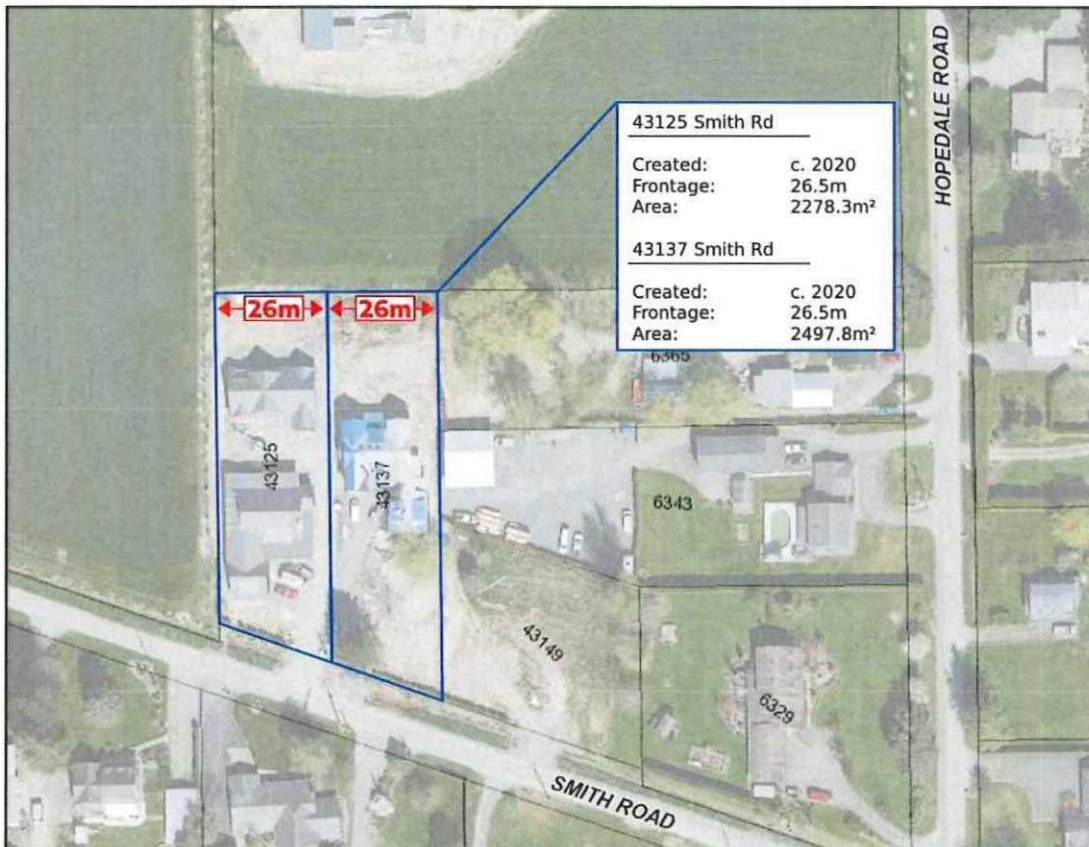 HOPEDALE ROAD
43125 Smith Rd
Created: c. 2020
Frontage: 26.5m
Area: 2278.3m²
43137 Smith Rd
Created: c. 2020
Frontage: 26.5m
Area: 2497.8m²
26m 26m
6365
43125
43137
6343
43149
6329
SMITH ROAD